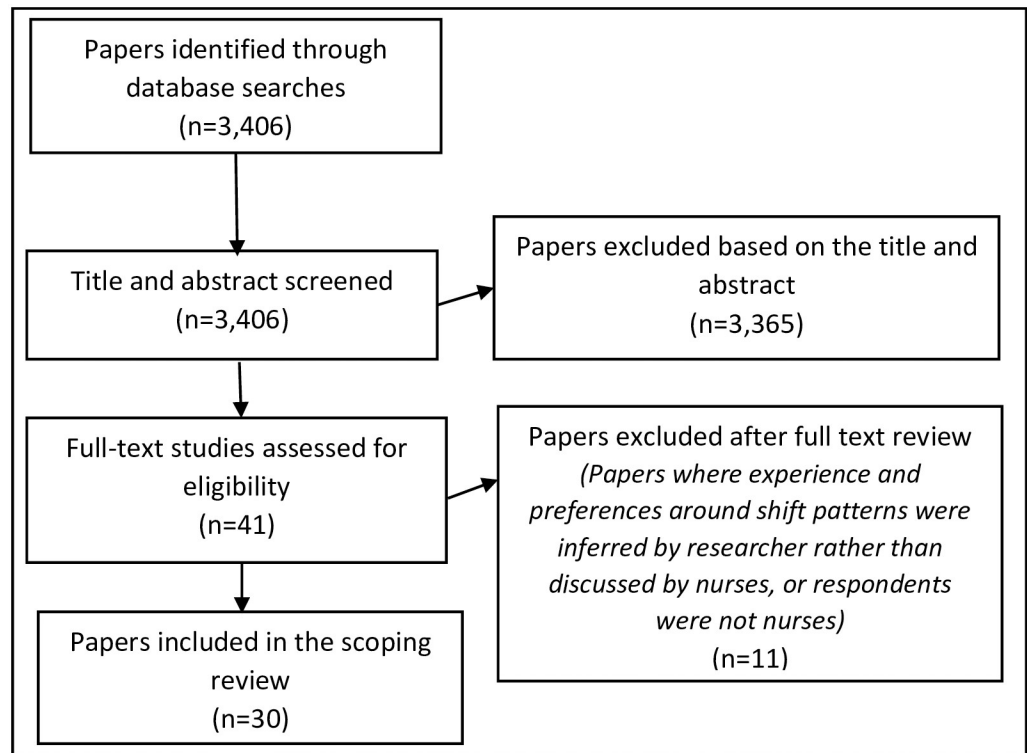 Papers identified through
database searches
(n=3,406)
Title and abstract screened
(n=3,406)
Papers excluded based on the title and
abstract
(n=3,365)
Full-text studies assessed for
eligibility
(n=41)
Papers excluded after full text review
(Papers where experience and
preferences around shift patterns were
inferred by researcher rather than
discussed by nurses, or respondents
were not nurses)
(n=11)
Papers included in the scoping
review
(n=30)